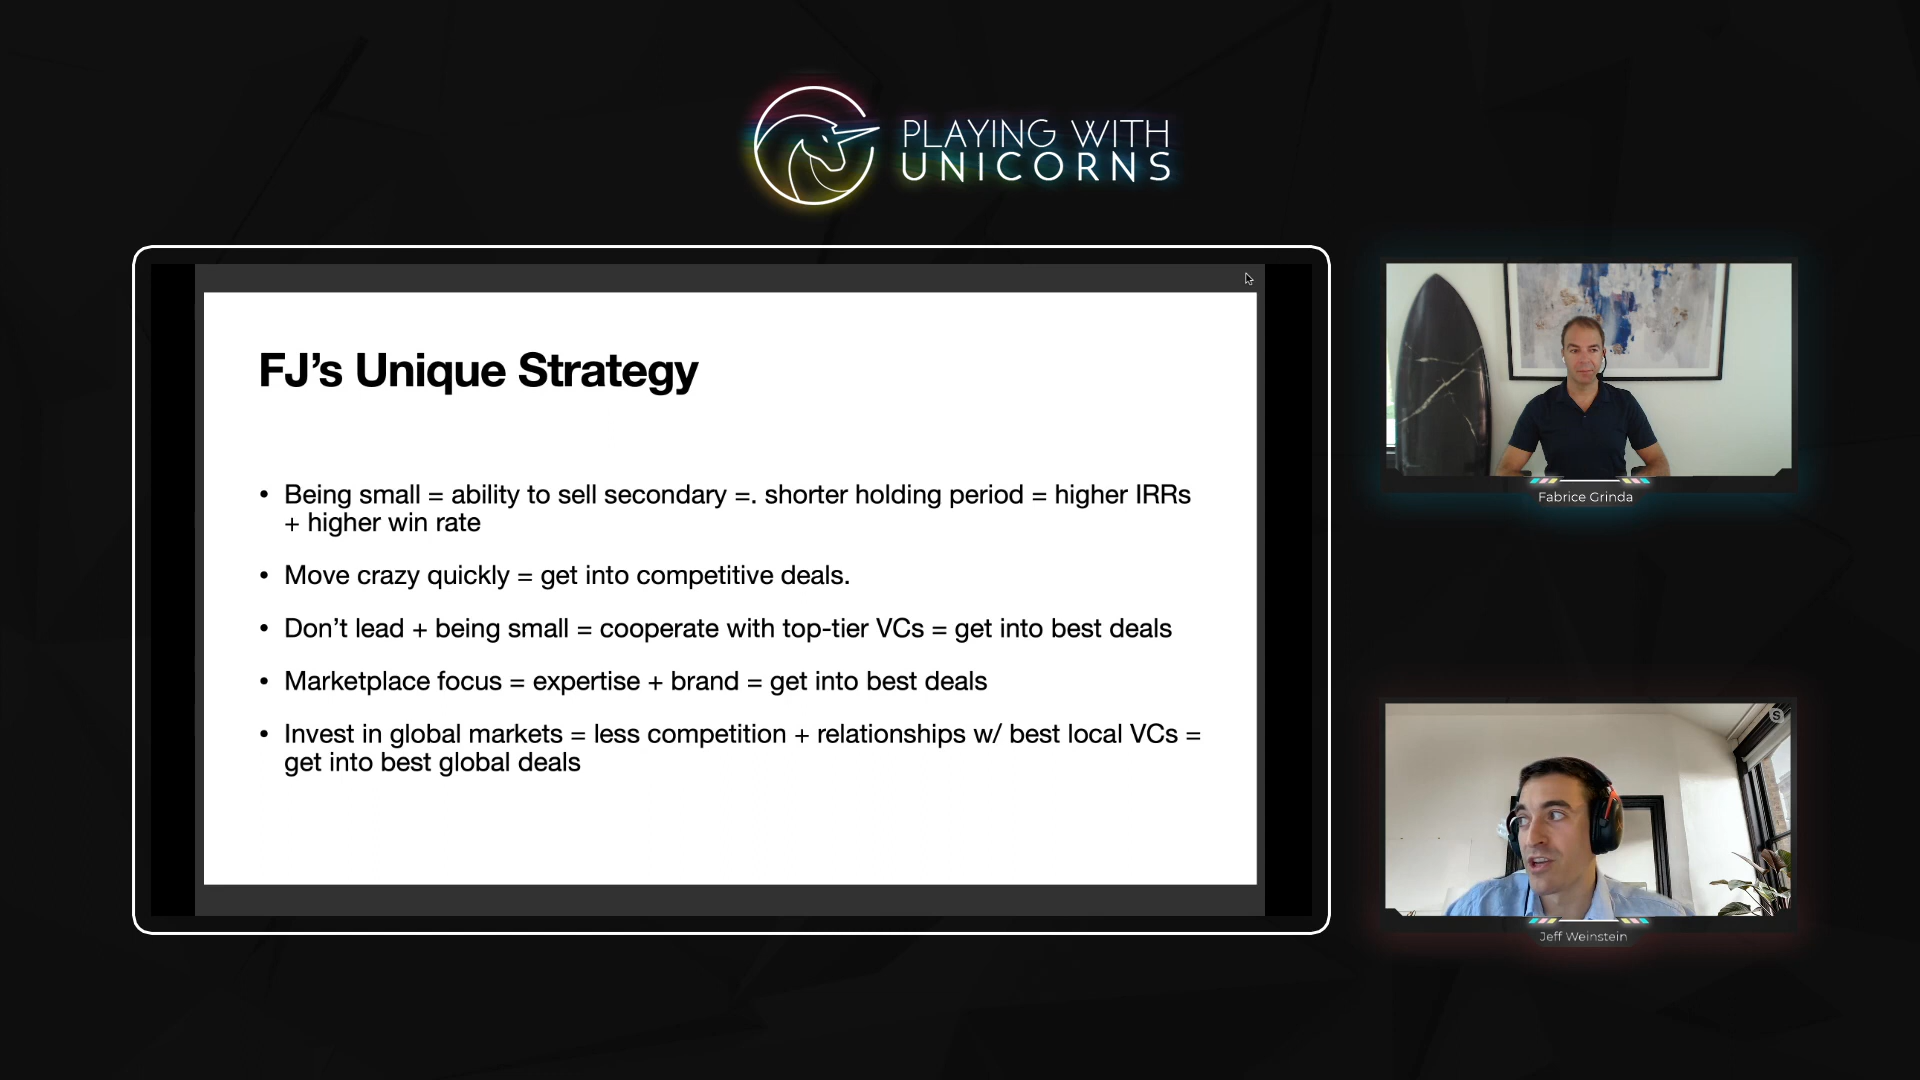 PLAYING WITH
UNICORNS
FJ’s Unique Strategy
• Being small = ability to sell secondary =. shorter holding period = higher IRRs
+ higher win rate
• Move crazy quickly = get into competitive deals.
• Don’t lead + being small = cooperate with top-tier VCs = get into best deals
• Marketplace focus = expertise + brand = get into best deals
• Invest in global markets = less competition + relationships w/ best local VCs =
get into best global deals
Fabrice Grinda
S
Jeff Weinstein